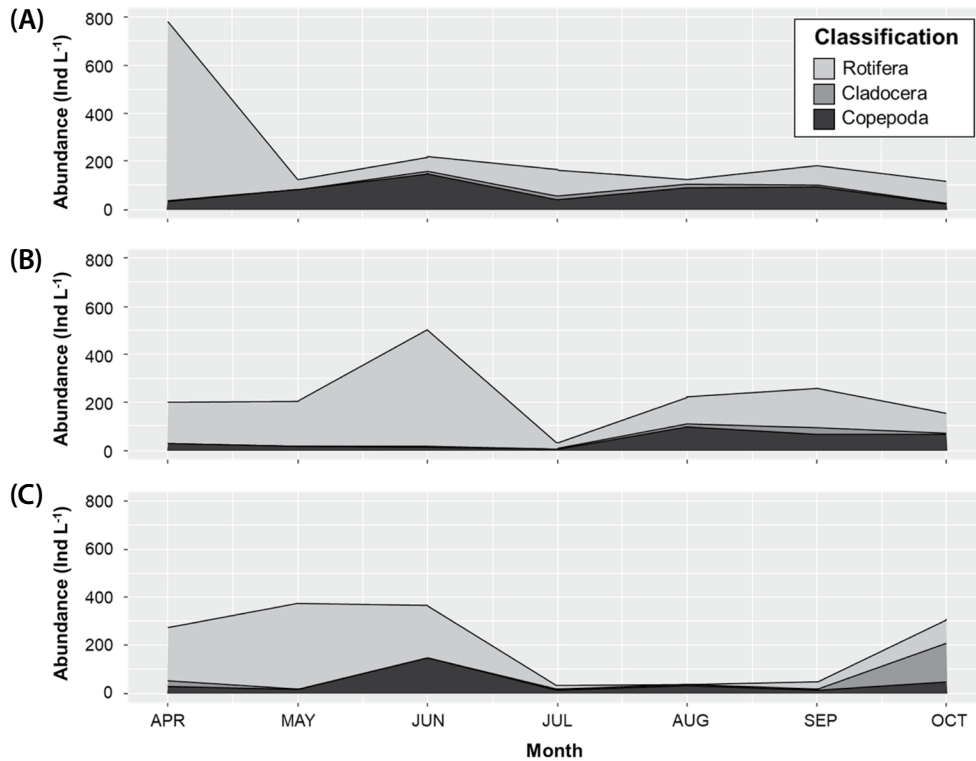 (A)
Abundance (Ind L⁻¹)
800
600
400
200
0
Classification
Rotifera
Cladocera
Copepoda
(B)
Abundance (Ind L⁻¹)
800
600
400
200
0
(C)
Abundance (Ind L⁻¹)
800
600
400
200
0
APR MAY JUN JUL AUG SEP OCT
Month